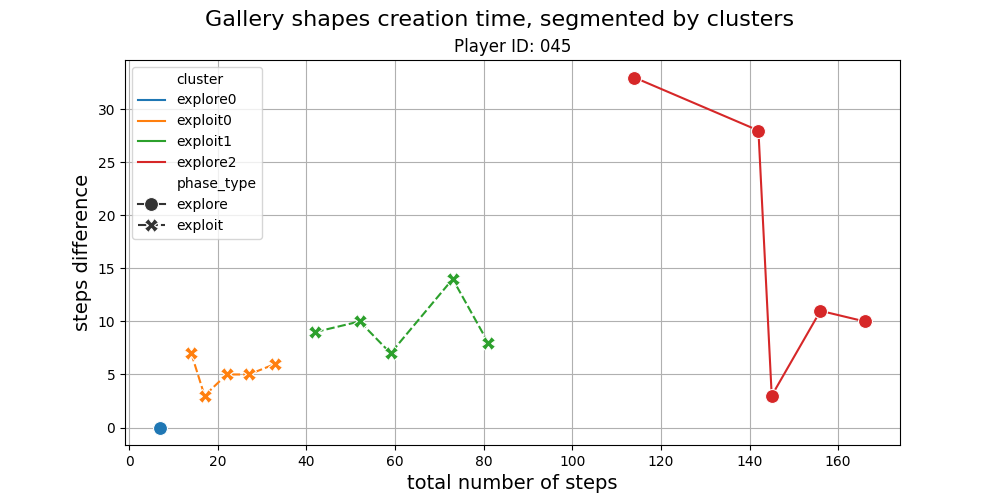 Gallery shapes creation time, segmented by clusters
Player ID: 045
cluster
explore0
exploit0
exploit1
explore2
phase_type
explore
exploit
steps difference
30
25
20
15
10
5
0
0 20 40 60 80 100 120 140 160
total number of steps